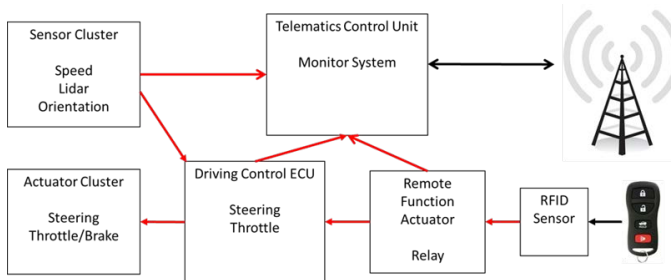 Sensor Cluster
Speed
Lidar
Orientation
Telematics Control Unit
Monitor System
Actuator Cluster
Steering
Throttle/Brake
Driving Control ECU
Steering
Throttle
Remote
Function
Actuator
Relay
RFID
Sensor